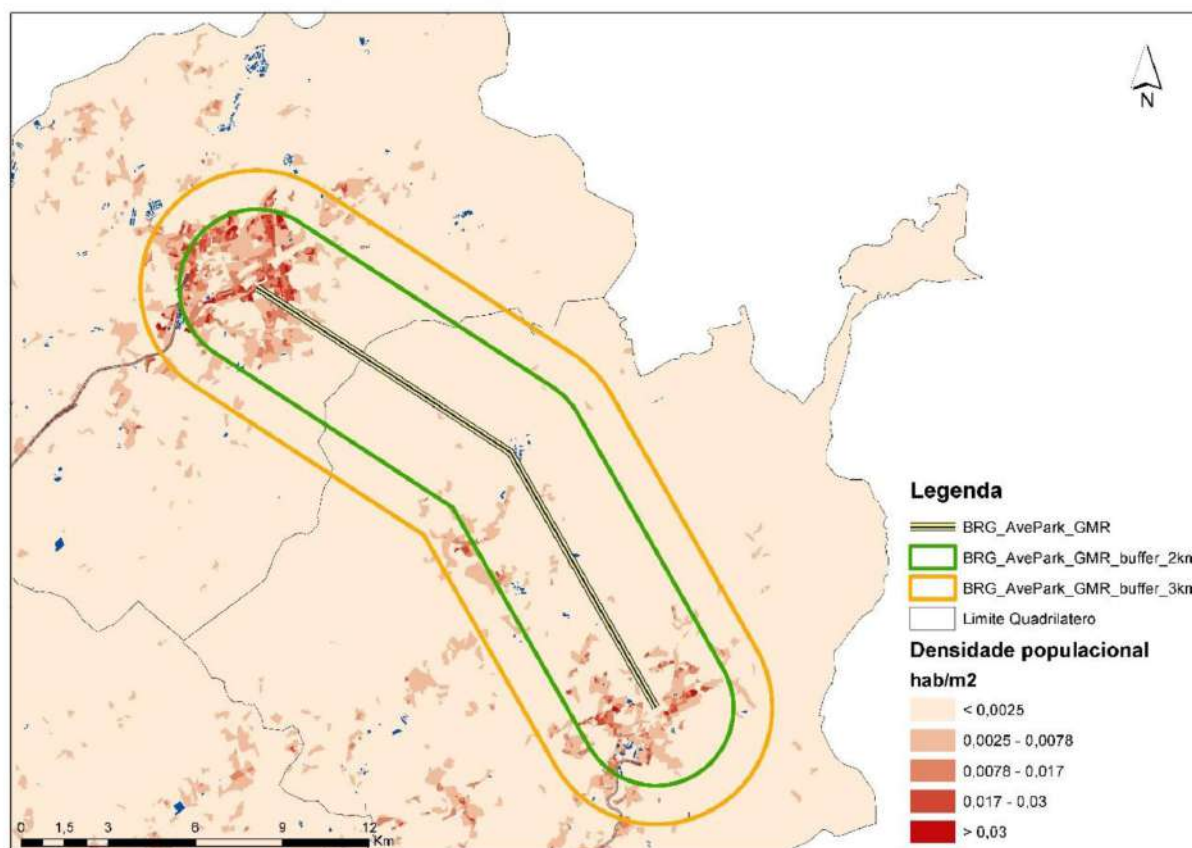 N
Legenda
BRG_AvePark_GMR
BRG_AvePark_GMR_buffer_2km
BRG_AvePark_GMR_buffer_3km
Limite Quadrilatero
Densidade populacional
hab/m2
< 0,0025
0,0025 - 0,0078
0,0078 - 0,017
0,017 - 0,03
> 0,03
0 1,5 3 6 9 12
Km